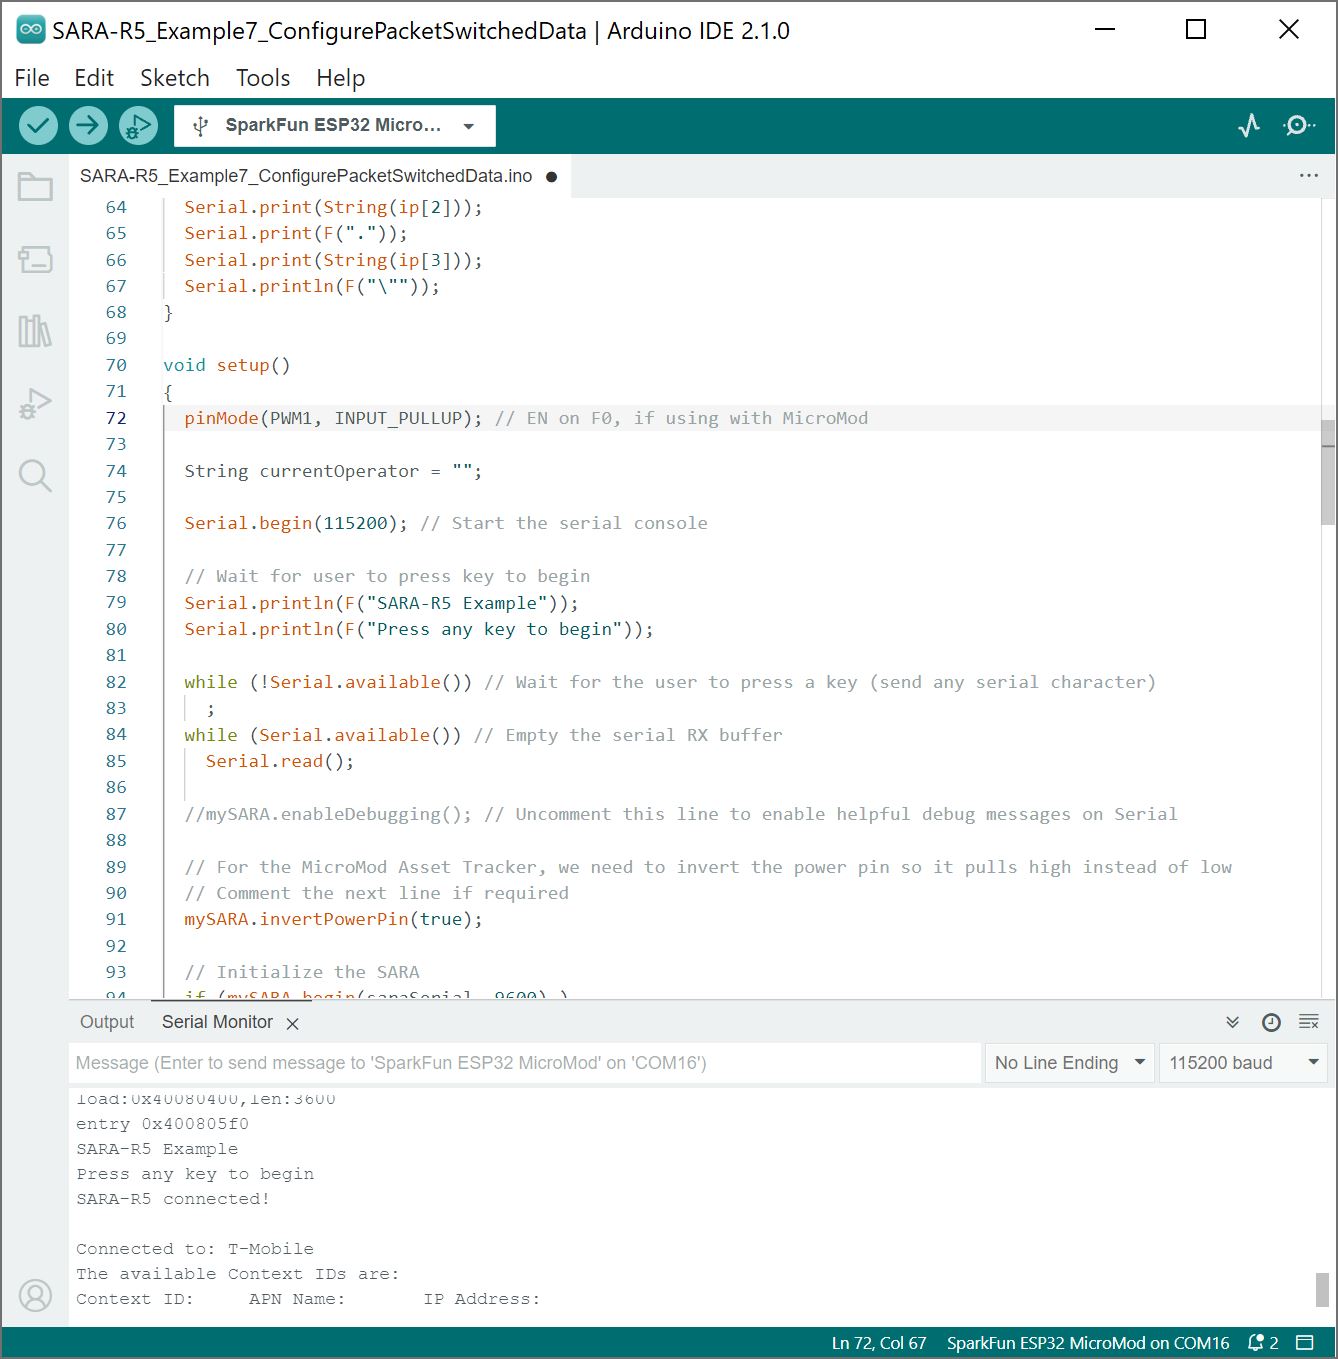 SARA-R5_Example7_ConfigurePacketSwitchedData | Arduino IDE 2.1.0
File Edit Sketch Tools Help
SparkFun ESP32 Micro...
SARA-R5_Example7_ConfigurePacketSwitchedData.ino
64 Serial.print(String(ip[2]));
65 Serial.print(F("."));
66 Serial.print(String(ip[3]));
67 Serial.println(F("\""));
68 }
69
70 void setup()
71 {
72 pinMode(PWM1, INPUT_PULLUP); // EN on F0, if using with MicroMod
73
74 String currentOperator = "";
75
76 Serial.begin(115200); // Start the serial console
77
78 // Wait for user to press key to begin
79 Serial.println(F("SARA-R5 Example"));
80 Serial.println(F("Press any key to begin"));
81
82 while (!Serial.available()) // Wait for the user to press a key (send any serial character)
83 ;
84 while (Serial.available()) // Empty the serial RX buffer
85 Serial.read();
86
87 //mySARA.enableDebugging(); // Uncomment this line to enable helpful debug messages on Serial
88
89 // For the MicroMod Asset Tracker, we need to invert the power pin so it pulls high instead of low
90 // Comment the next line if required
91 mySARA.invertPowerPin(true);
92
93 // Initialize the SARA
94 if (mySARA.begin(saraSerial, 9600) )
Output Serial Monitor
Message (Enter to send message to 'SparkFun ESP32 MicroMod' on 'COM16')
No Line Ending 115200 baud
load:0x40080400,len:3600
entry 0x400805f0
SARA-R5 Example
Press any key to begin
SARA-R5 connected!
Connected to: T-Mobile
The available Context IDs are:
Context ID: APN Name: IP Address:
Ln 72, Col 67 SparkFun ESP32 MicroMod on COM16 2